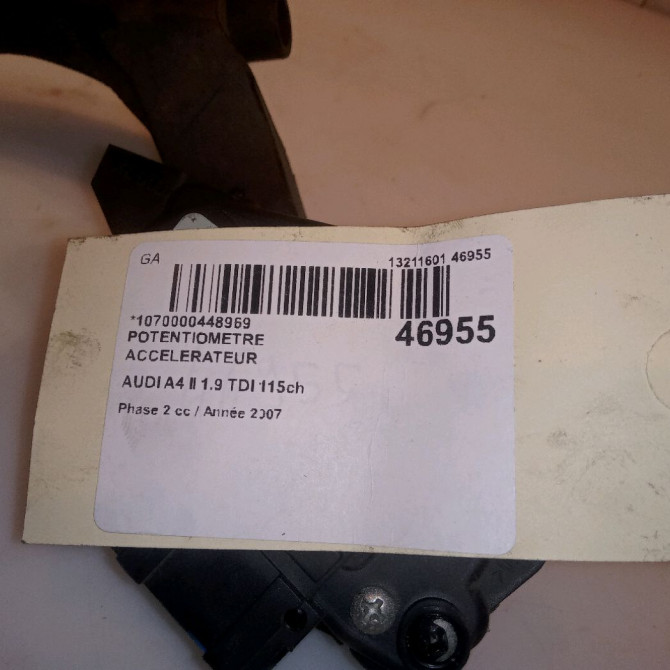 GA
13211601 46955
*1070000448969
46955
POTENTIOMETRE
ACCELERATEUR
AUDI A4 II 1.9 TDI 115ch
Phase 2 cc / Année 2007